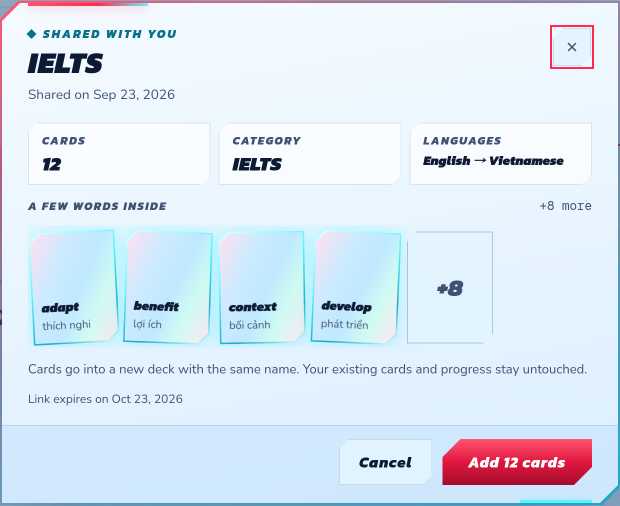 ◆ SHARED WITH YOU
IELTS
Shared on Sep 23, 2026
CARDS
12
CATEGORY
IELTS
LANGUAGES
English → Vietnamese
A FEW WORDS INSIDE
+8 more
adapt
thích nghi
benefit
lợi ích
context
bối cảnh
develop
phát triển
+8
Cards go into a new deck with the same name. Your existing cards and progress stay untouched.
Link expires on Oct 23, 2026
Cancel
Add 12 cards